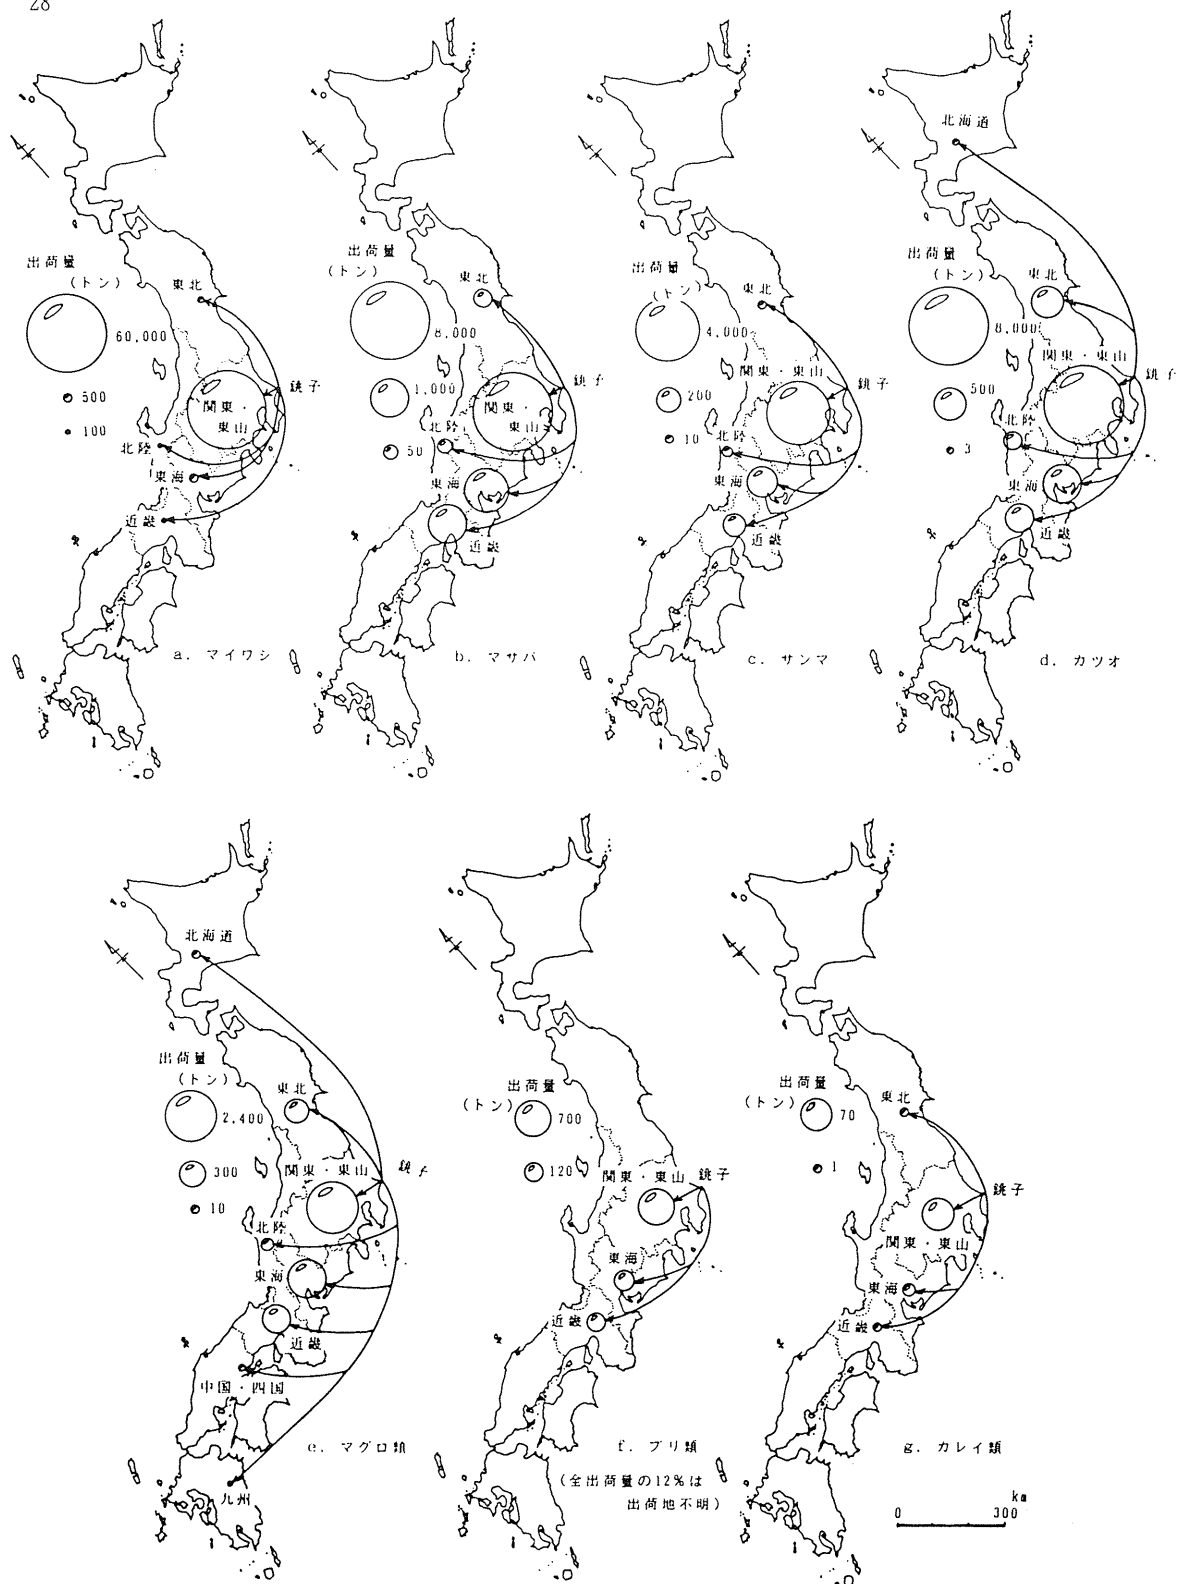 28
出荷量
(トン)
60,000
500
100
東北
銚子
関東・
東山
北陸
東海
近畿
a. マイワシ
出荷量
(トン)
8,000
1,000
50
東北
銚子
関東・
東山
北陸
東海
近畿
b. マサバ
出荷量
(トン)
4,000
200
10
東北
関東・東山
銚子
北陸
東海
近畿
c. サンマ
北海道
出荷量
(トン)
8,000
500
3
東北
関東・東山
銚子
北陸
東海
近畿
d. カツオ
北海道
出荷量
(トン)
2,400
300
10
東北
関東・東山
銚子
北陸
東海
近畿
中国・四国
九州
e. マグロ類
出荷量
(トン)
700
120
関東・東山
銚子
東海
近畿
f. ブリ類
(全出荷量の12%は
出荷地不明)
出荷量
(トン)
70
1
東北
銚子
関東・東山
東海
近畿
g. カレイ類
km
0 300